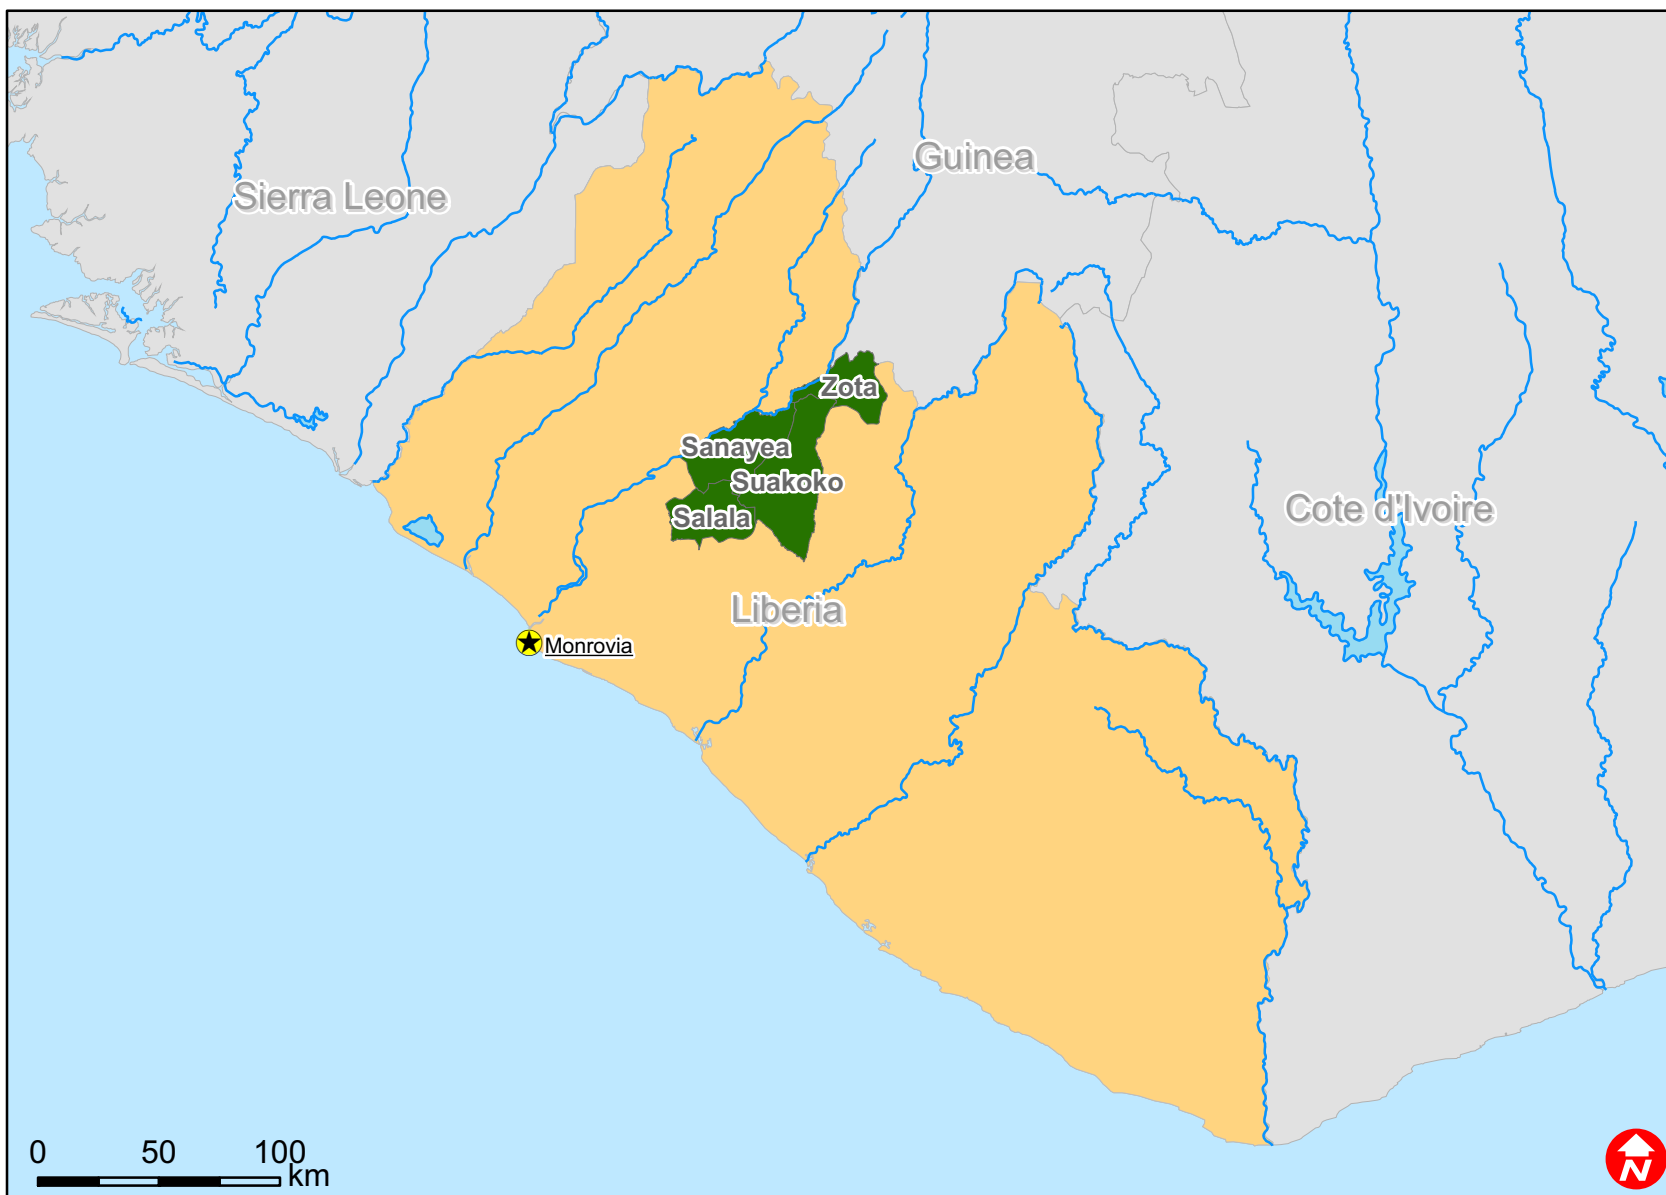 Guinea
Sierra Leone
Zota
Sanayea
Suakoko
Salala
Cote d'Ivoire
Liberia
Monrovia
0 50 100
km
N